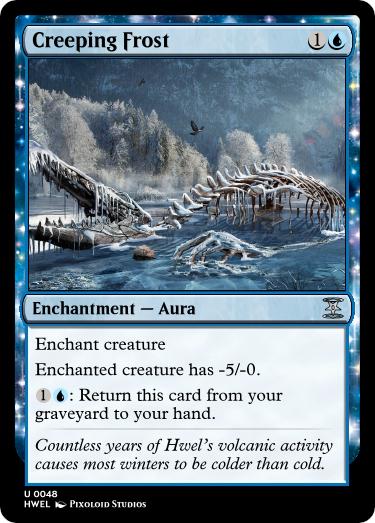 Creeping Frost 1
Enchantment — Aura
Enchant creature
Enchanted creature has -5/-0.
1 : Return this card from your
graveyard to your hand.
Countless years of Hwel's volcanic activity
causes most winters to be colder than cold.
U 0048
HWEL Pixoloid Studios